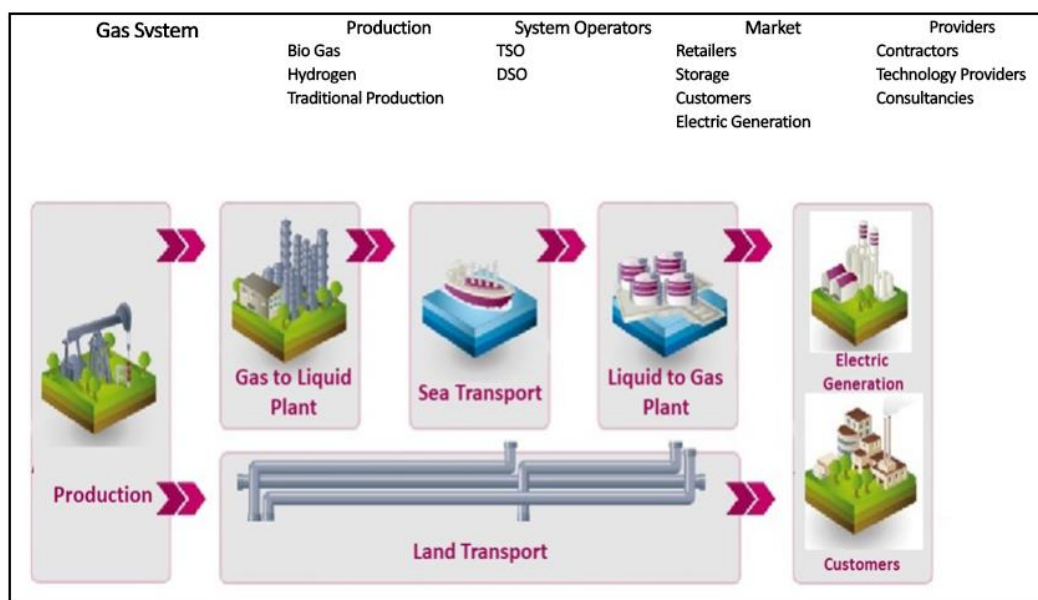 Gas System
Production
Bio Gas
Hydrogen
Traditional Production
System Operators
TSO
DSO
Market
Retailers
Storage
Customers
Electric Generation
Providers
Contractors
Technology Providers
Consultancies
Production
Gas to Liquid
Plant
Sea Transport
Liquid to Gas
Plant
Land Transport
Electric
Generation
Customers